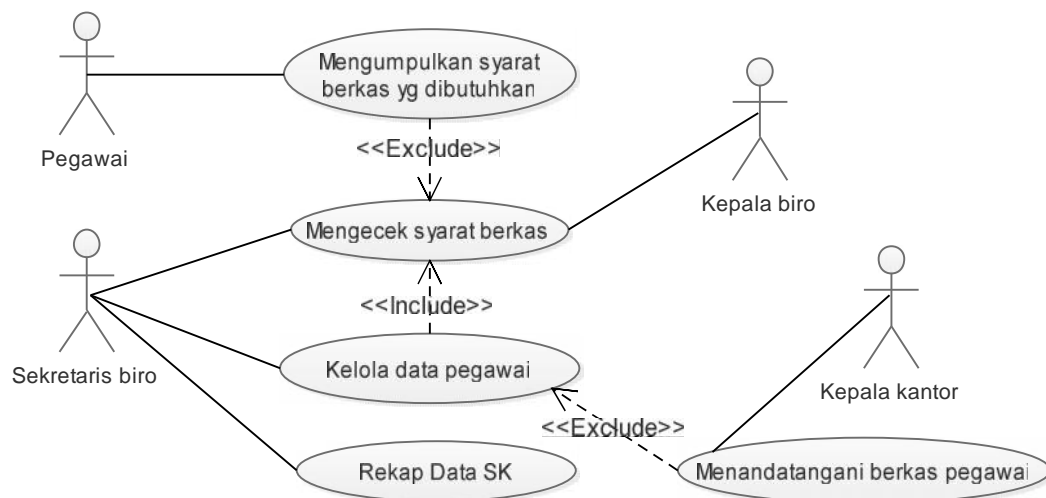 Mengumpulkan syarat
berkas yg dibutuhkan
Pegawai
<<Exclude>>
Kepala biro
Mengecek syarat berkas
<<Include>>
Sekretaris biro
Kelola data pegawai
Kepala kantor
<<Exclude>>
Rekap Data SK
Menandatangani berkas pegawai